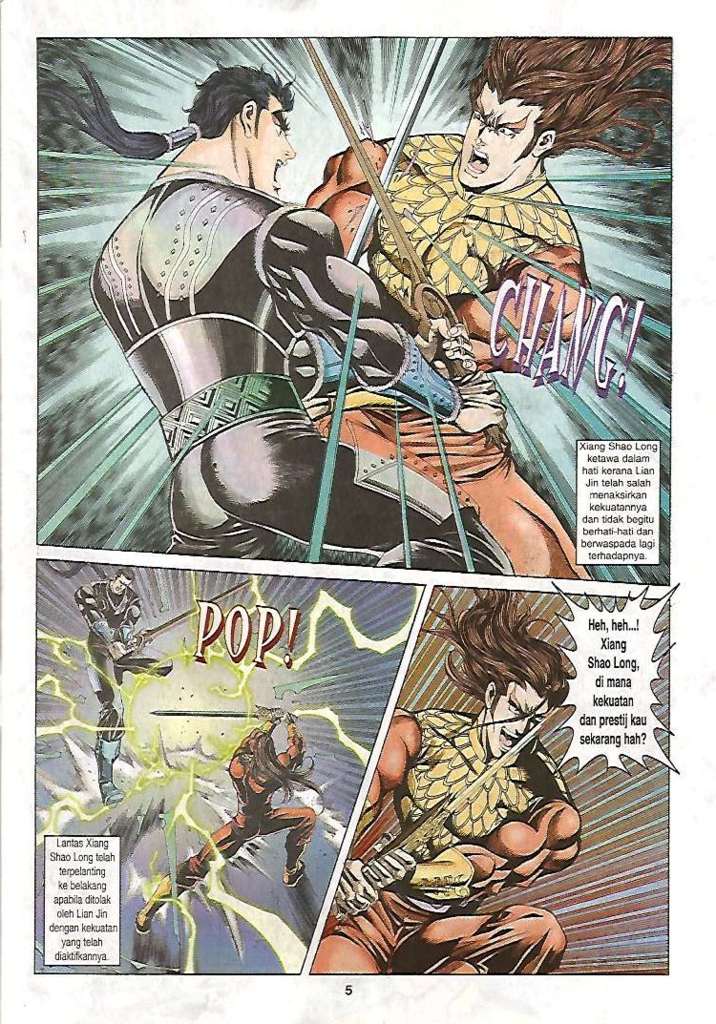 CHANG!
Xiang Shao Long
ketawa dalam
hati kerana Lian
Jin telah salah
menaksirkan
kekuatannya
dan tidak begitu
berhati-hati dan
berwaspada lagi
terhadapnya.
POP!
Lantas Xiang
Shao Long telah
terpelanting
ke belakang
apabila ditolak
oleh Lian Jin
dengan kekuatan
yang telah
diaktifkannya.
Heh, heh...!
Xiang
Shao Long,
di mana
kekuatan
dan prestij kau
sekarang hah?
5